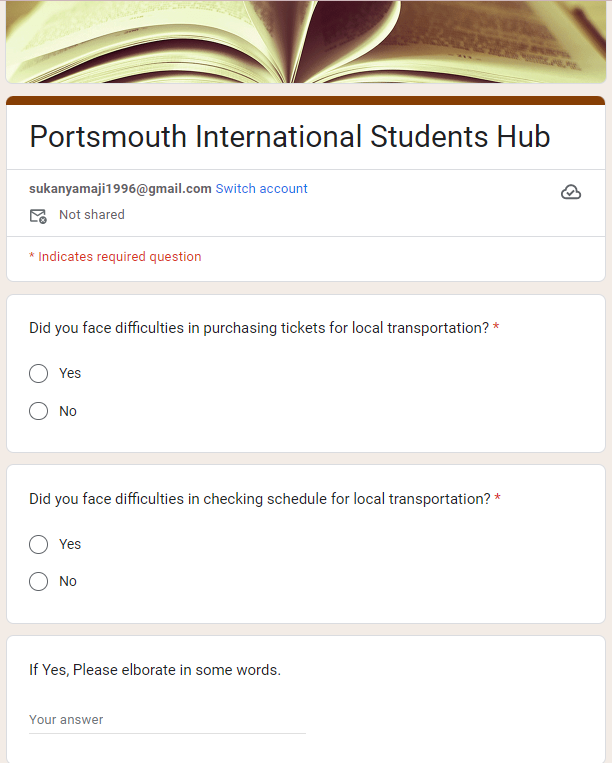 Portsmouth International Students Hub
sukanyamaji1996@gmail.com Switch account
Not shared
* Indicates required question
Did you face difficulties in purchasing tickets for local transportation? *
Yes
No
Did you face difficulties in checking schedule for local transportation? *
Yes
No
If Yes, Please elborate in some words.
Your answer